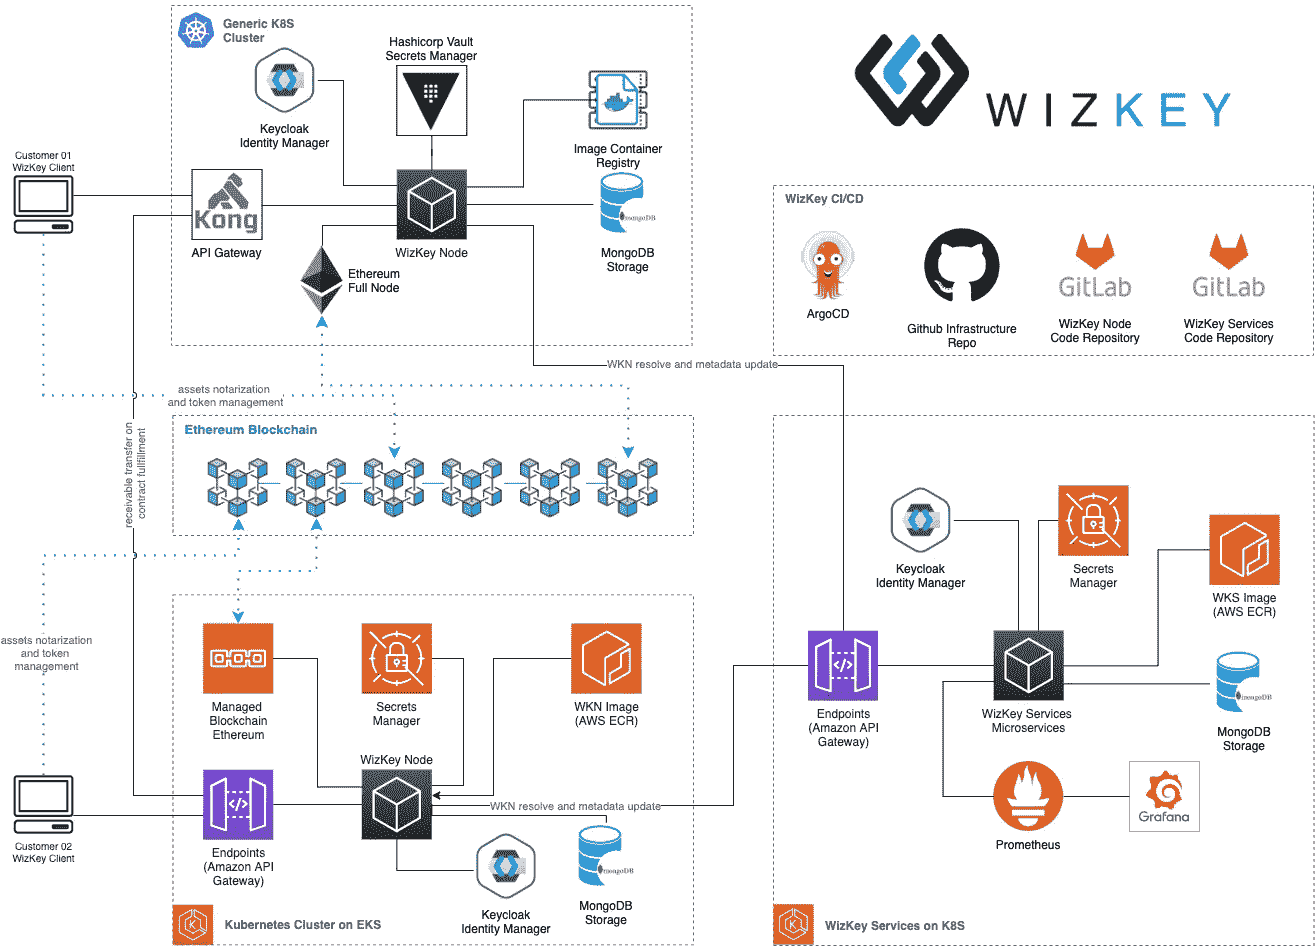 Generic K8S
Cluster
Hashicorp Vault
Secrets Manager
Keycloak
Identity Manager
Image Container
Registry
Customer 01
WizKey Client
Kong
API Gateway
WizKey Node
mongoDB
MongoDB
Storage
Ethereum
Full Node
WIZKEY
WizKey CI/CD
ArgoCD
Github Infrastructure
Repo
GitLab
WizKey Node
Code Repository
GitLab
WizKey Services
Code Repository
WKN resolve and metadata update
assets notarization
and token management
receivable transfer on
contract fullfillment
Ethereum Blockchain
assets notarization
and token
management
Managed
Blockchain
Ethereum
Secrets
Manager
WKN Image
(AWS ECR)
WizKey Node
WKN resolve and metadata update
Customer 02
WizKey Client
Endpoints
(Amazon API
Gateway)
Keycloak
Identity Manager
mongoDB
MongoDB
Storage
K
Kubernetes Cluster on EKS
Keycloak
Identity Manager
Secrets
Manager
WKS Image
(AWS ECR)
Endpoints
(Amazon API
Gateway)
WizKey Services
Microservices
mongoDB
MongoDB
Storage
Prometheus
Grafana
K
WizKey Services on K8S